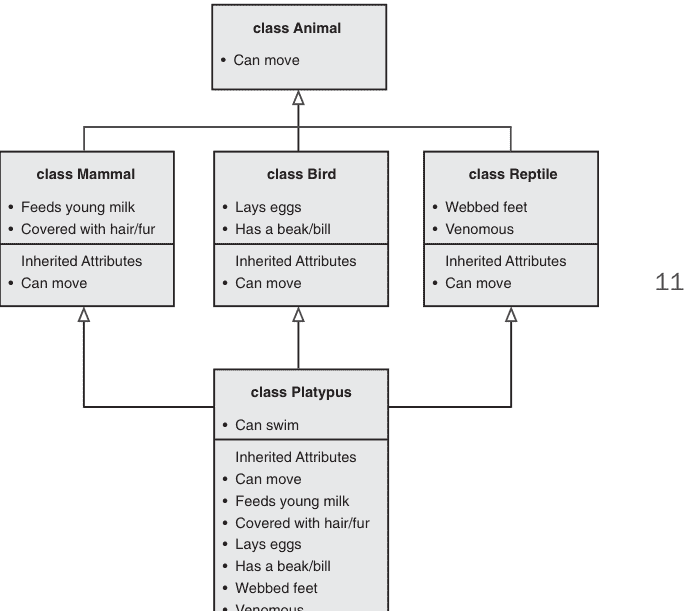 class Animal
• Can move
class Mammal
• Feeds young milk
• Covered with hair/fur
Inherited Attributes
• Can move
class Bird
• Lays eggs
• Has a beak/bill
Inherited Attributes
• Can move
class Reptile
• Webbed feet
• Venomous
Inherited Attributes
• Can move
11
class Platypus
• Can swim
Inherited Attributes
• Can move
• Feeds young milk
• Covered with hair/fur
• Lays eggs
• Has a beak/bill
• Webbed feet
• Venomous